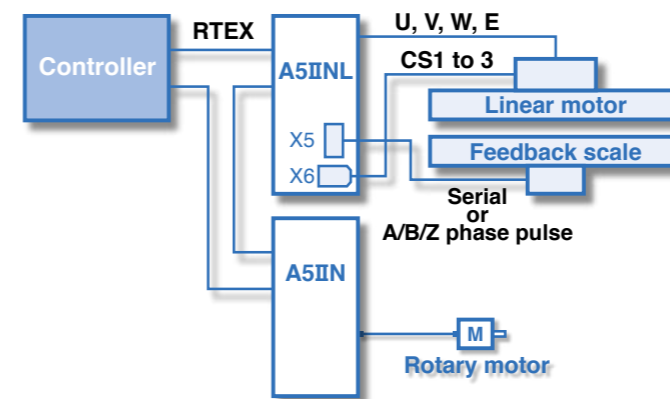 RTEX
U, V, W, E
Controller
A5IINL
CS1 to 3
Linear motor
X5
Feedback scale
X6
Serial
or
A/B/Z phase pulse
A5IIN
M
Rotary motor